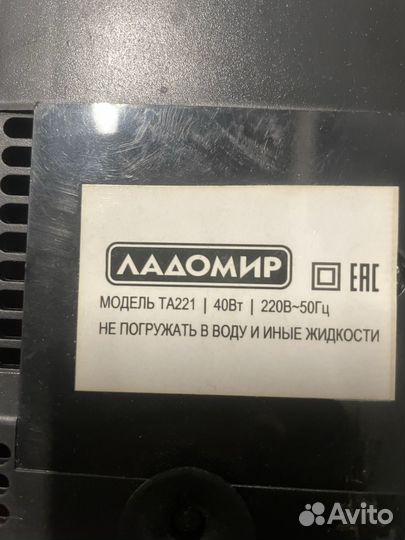 ЛАДОМИР
EAC
МОДЕЛЬ ТА221 | 40Вт | 220В~50Гц
НЕ ПОГРУЖАТЬ В ВОДУ И ИНЫЕ ЖИДКОСТИ
Avito